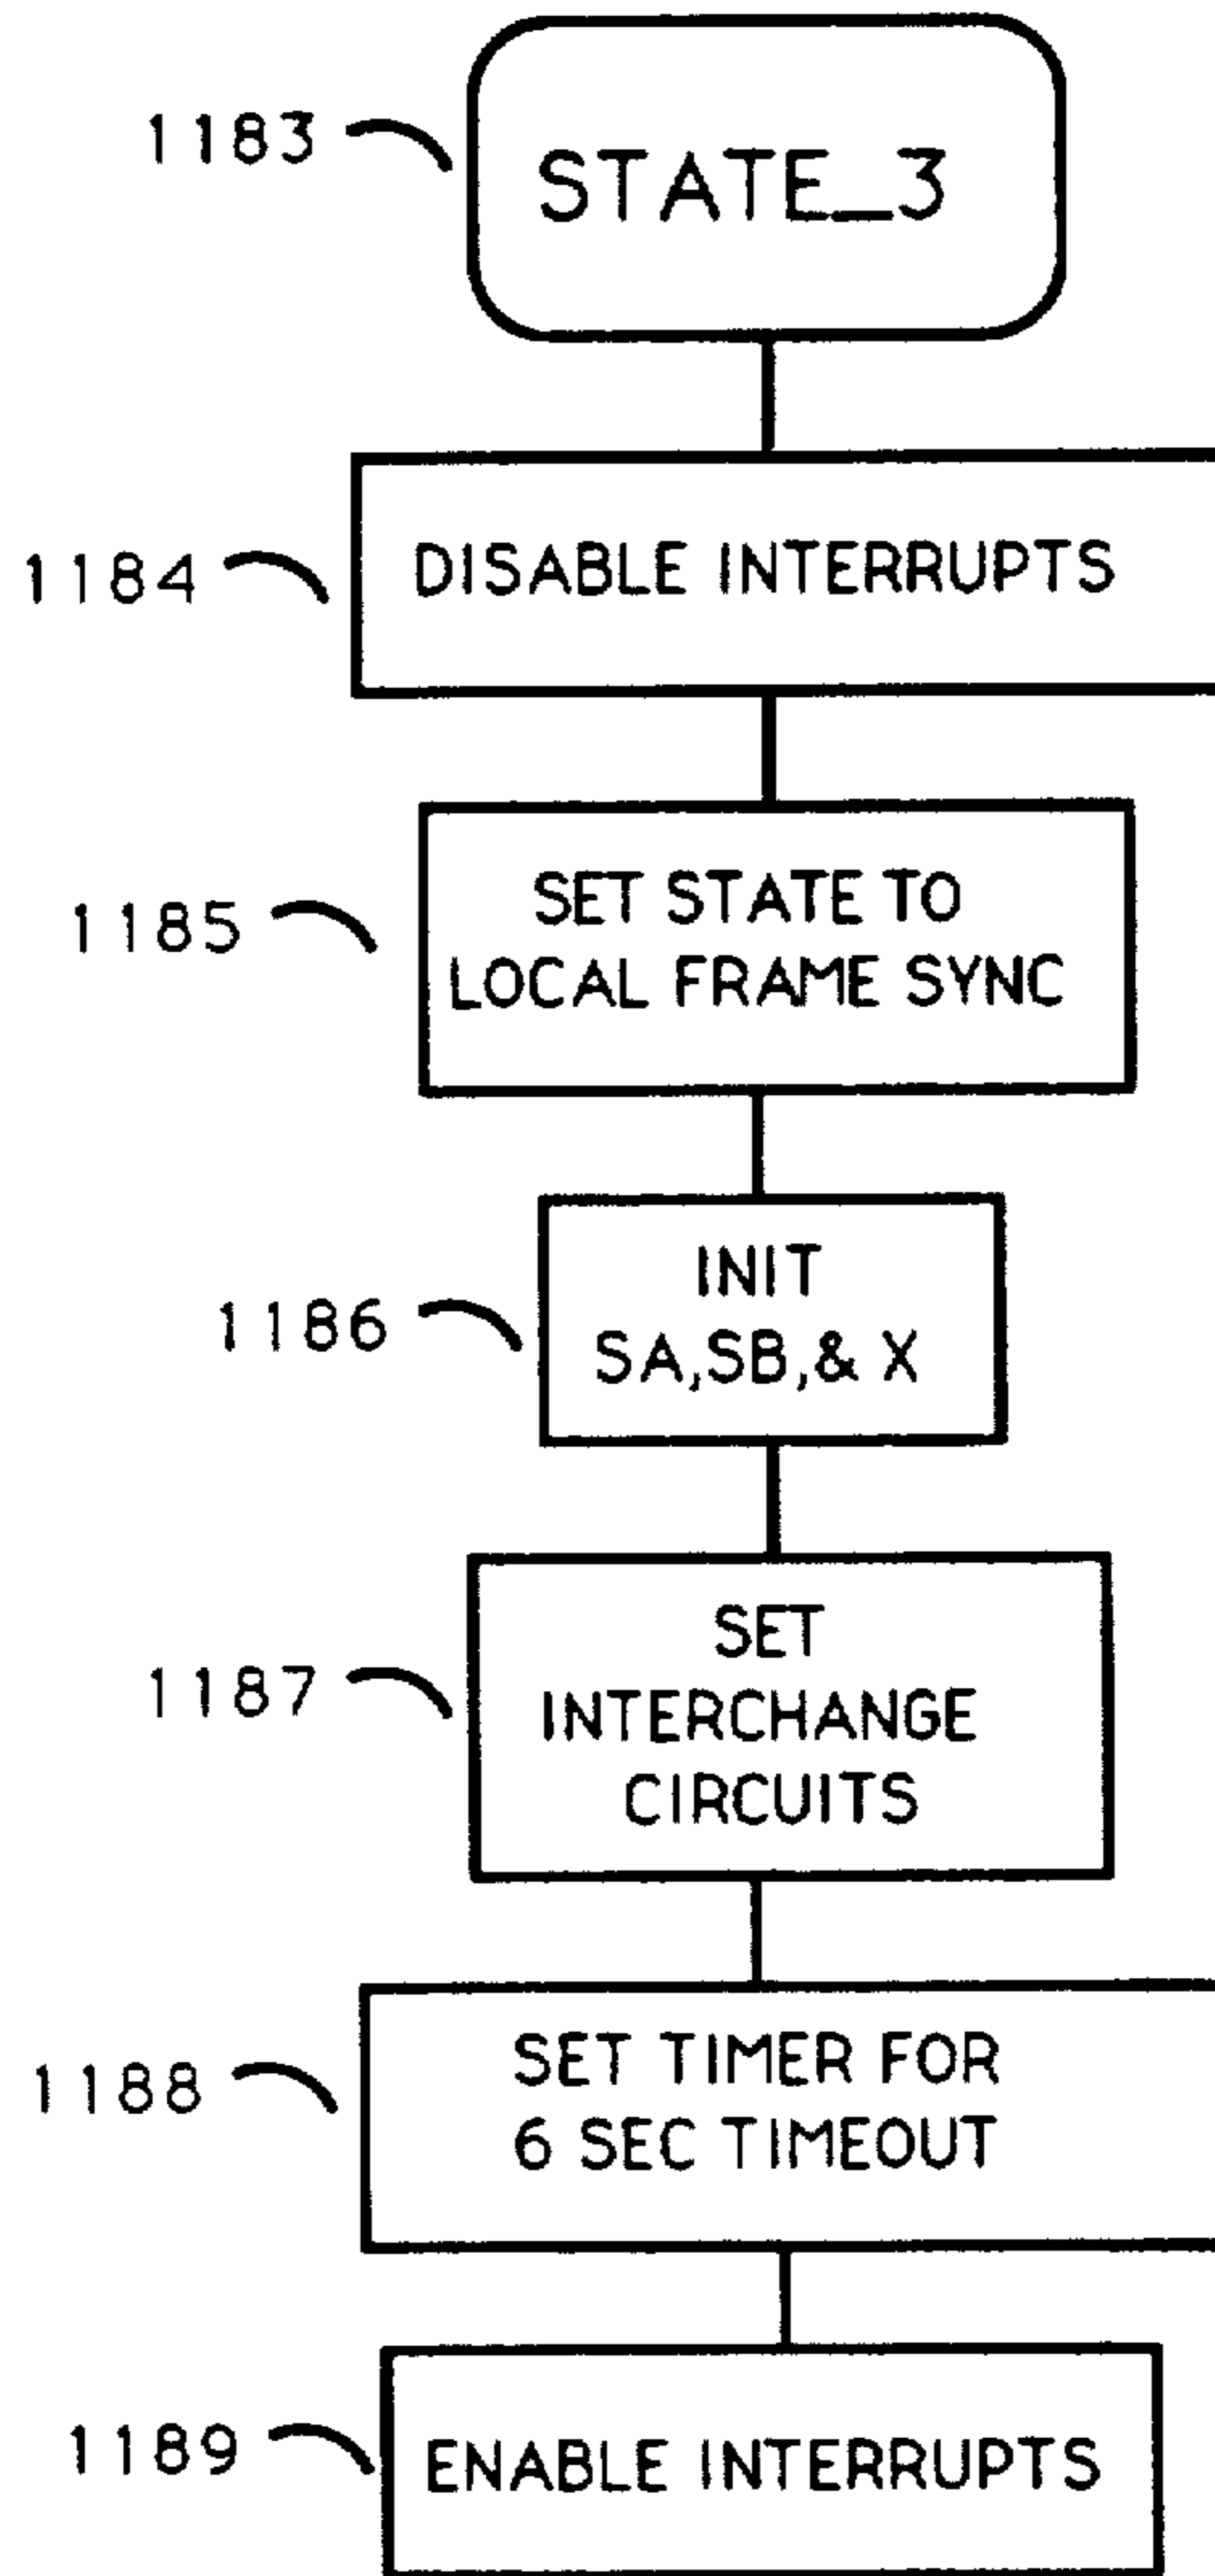 1183
STATE_3
1184
DISABLE INTERRUPTS
1185
SET STATE TO
LOCAL FRAME SYNC
1186
INIT
SA,SB,& X
1187
SET
INTERCHANGE
CIRCUITS
1188
SET TIMER FOR
6 SEC TIMEOUT
1189
ENABLE INTERRUPTS